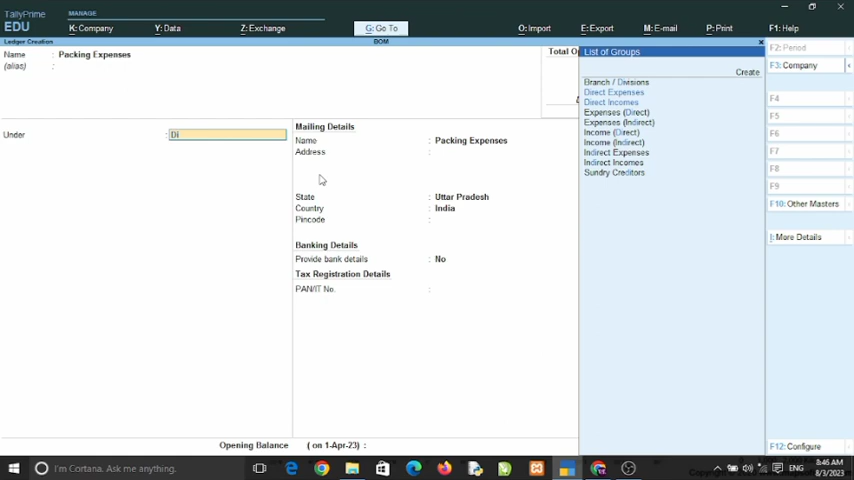 TallyPrime MANAGE
EDU K: Company Y: Data Z: Exchange G: Go To O: Import E: Export M: E-mail P: Print F1: Help
Ledger Creation BOM
Name : Packing Expenses
(alias) :
Total Op
Under : Di
Mailing Details
Name : Packing Expenses
Address :
State : Uttar Pradesh
Country : India
Pincode :
Banking Details
Provide bank details : No
Tax Registration Details
PAN/IT No. :
Opening Balance ( on 1-Apr-23) :
List of Groups
Create
Branch / Divisions
Direct Expenses
Direct Incomes
Expenses (Direct)
Expenses (Indirect)
Income (Direct)
Income (Indirect)
Indirect Expenses
Indirect Incomes
Sundry Creditors
F2: Period
F3: Company
F4
F5
F6
F7
F8
F9
F10: Other Masters
I: More Details
F12: Configure
I'm Cortana. Ask me anything.
ENG
8:46 AM
8/3/2023